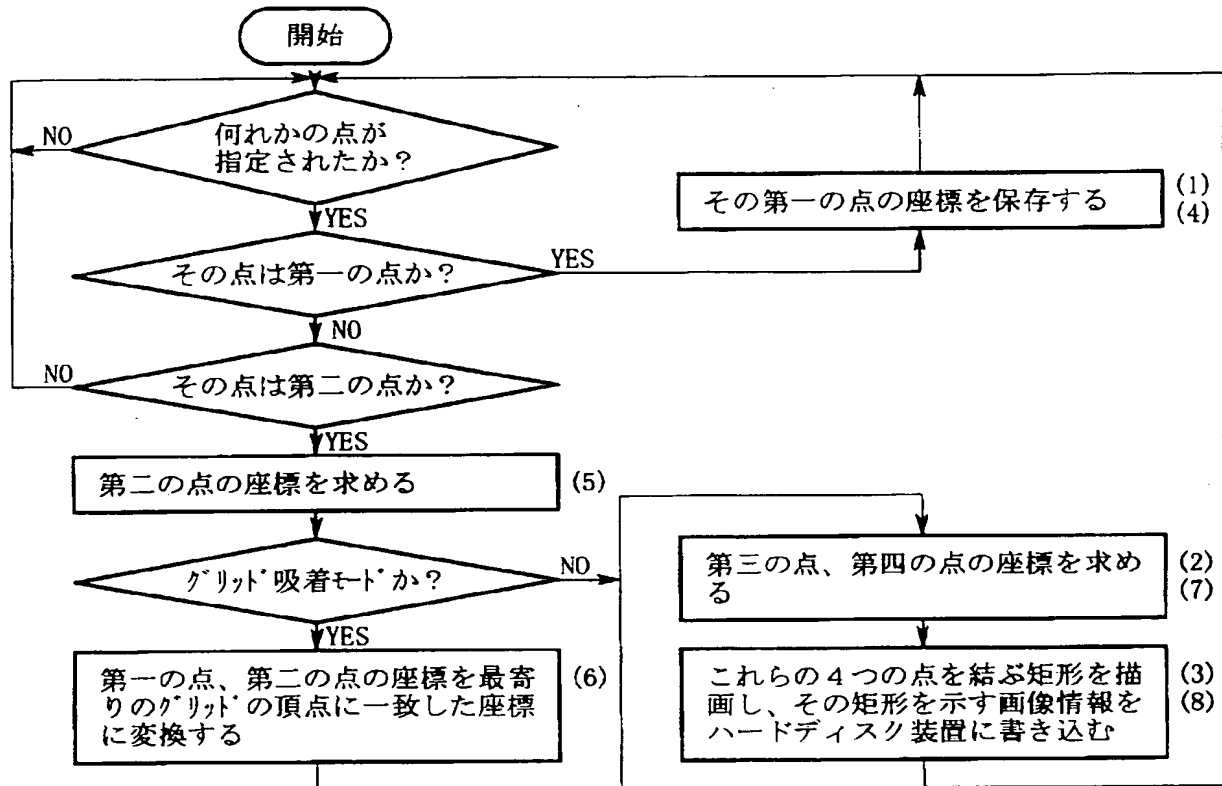 開始
NO
何れかの点が
指定されたか？
YES
その第一の点の座標を保存する
(1)
(4)
その点は第一の点か？
YES
NO
NO
その点は第二の点か？
YES
第二の点の座標を求める
(5)
ｸﾞﾘｯﾄﾞ吸着ﾓｰﾄﾞか？
NO
YES
第三の点、第四の点の座標を求め
る
(2)
(7)
第一の点、第二の点の座標を最寄
りのｸﾞﾘｯﾄﾞの頂点に一致した座標
に変換する
(6)
これらの４つの点を結ぶ矩形を描
画し、その矩形を示す画像情報を
ハードディスク装置に書き込む
(3)
(8)